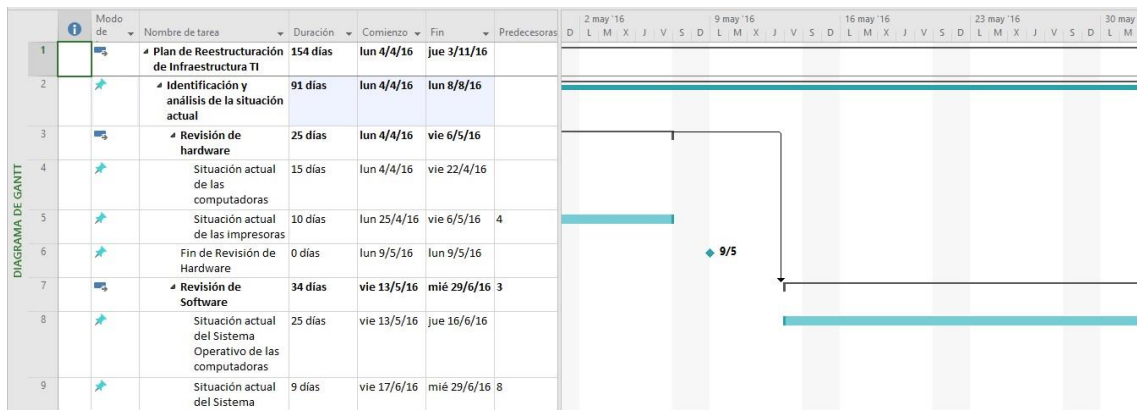 2 may '16 9 may '16 16 may '16 23 may '16 30 may
Modo de Nombre de tarea Duración Comienzo Fin Predecesoras D L M X J V S D L M X J V S D L M X J V S D L M X J V S D L M
1 Plan de Reestructuración 154 días lun 4/4/16 jue 3/11/16
de Infraestructura TI
2 Identificación y 91 días lun 4/4/16 lun 8/8/16
análisis de la situación
actual
3 Revisión de 25 días lun 4/4/16 vie 6/5/16
hardware
4 Situación actual 15 días lun 4/4/16 vie 22/4/16
de las
computadoras
5 Situación actual 10 días lun 25/4/16 vie 6/5/16 4
de las impresoras
6 Fin de Revisión de 0 días lun 9/5/16 lun 9/5/16 9/5
Hardware
7 Revisión de 34 días vie 13/5/16 mié 29/6/16 3
Software
8 Situación actual 25 días vie 13/5/16 jue 16/6/16
del Sistema
Operativo de las
computadoras
9 Situación actual 9 días vie 17/6/16 mié 29/6/16 8
del Sistema
DIAGRAMA DE GANTT